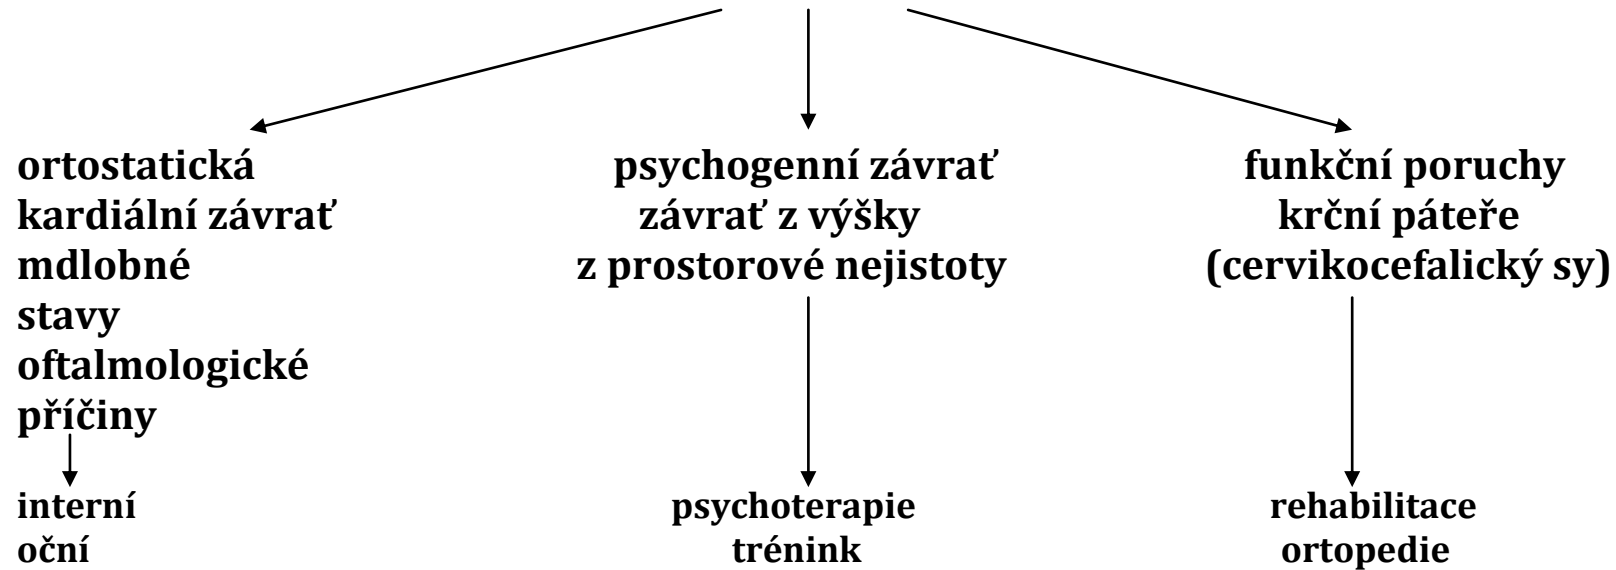 ortostatická
kardiální závrať
mdlobné
stavy
oftalmologické
příčiny
interní
oční
psychogenní závrať
závrať z výšky
z prostorové nejistoty
psychoterapie
trénink
funkční poruchy
krční páteře
(cervikocefalický sy)
rehabilitace
ortopedie